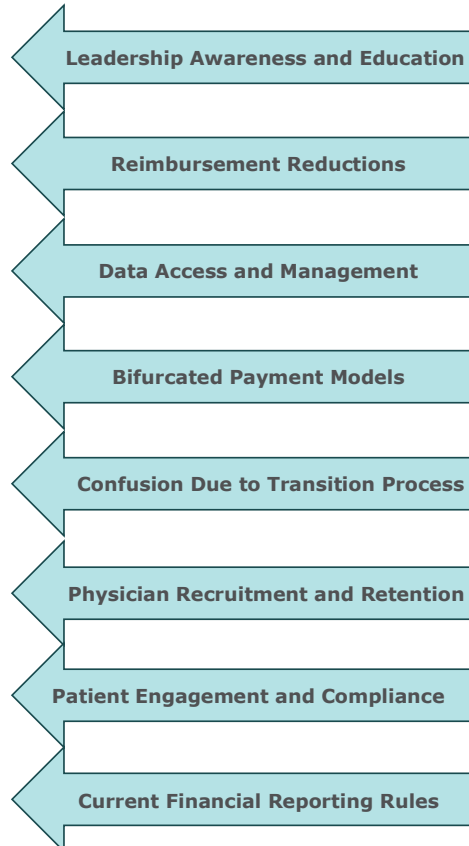 Leadership Awareness and Education
Reimbursement Reductions
Data Access and Management
Bifurcated Payment Models
Confusion Due to Transition Process
Physician Recruitment and Retention
Patient Engagement and Compliance
Current Financial Reporting Rules